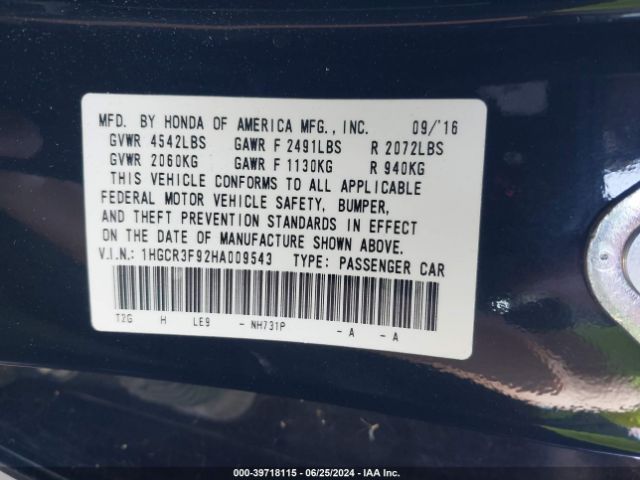 MFD. BY HONDA OF AMERICA MFG., INC. 09/'16
GVWR 4542LBS GAWR F 2491LBS R 2072LBS
GVWR 2060KG GAWR F 1130KG R 940KG
THIS VEHICLE CONFORMS TO ALL APPLICABLE
FEDERAL MOTOR VEHICLE SAFETY, BUMPER,
AND THEFT PREVENTION STANDARDS IN EFFECT
ON THE DATE OF MANUFACTURE SHOWN ABOVE.
V.I.N.: 1HGCR3F92HA009543 TYPE: PASSENGER CAR
T2G H LE9 - NH731P - A - A
000-39718115 - 06/25/2024 - IAA Inc.